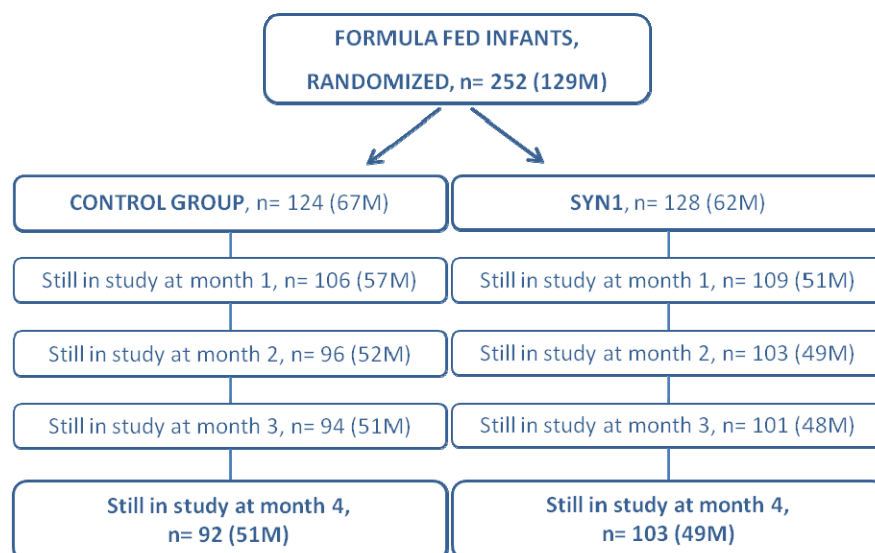 FORMULA FED INFANTS,
RANDOMIZED, n= 252 (129M)
CONTROL GROUP, n= 124 (67M)
SYN1, n= 128 (62M)
Still in study at month 1, n= 106 (57M)
Still in study at month 1, n= 109 (51M)
Still in study at month 2, n= 96 (52M)
Still in study at month 2, n= 103 (49M)
Still in study at month 3, n= 94 (51M)
Still in study at month 3, n= 101 (48M)
Still in study at month 4,
n= 92 (51M)
Still in study at month 4,
n= 103 (49M)